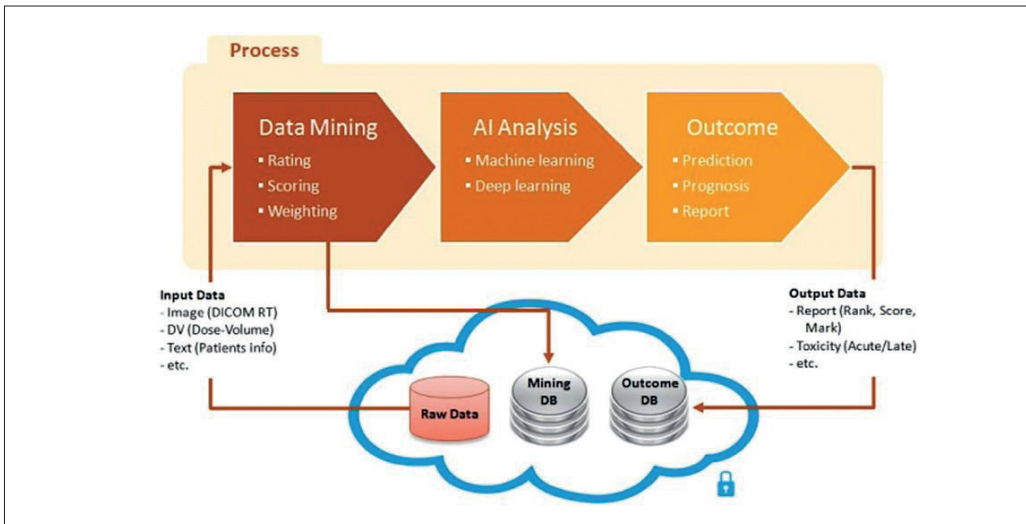 Process
Data Mining
▪ Rating
▪ Scoring
▪ Weighting
AI Analysis
▪ Machine learning
▪ Deep learning
Outcome
▪ Prediction
▪ Prognosis
▪ Report
Input Data
- Image (DICOM RT)
- DV (Dose-Volume)
- Text (Patients info)
- etc.
Output Data
- Report (Rank, Score,
Mark)
- Toxicity (Acute/Late)
- etc.
Raw Data
Mining
DB
Outcome
DB